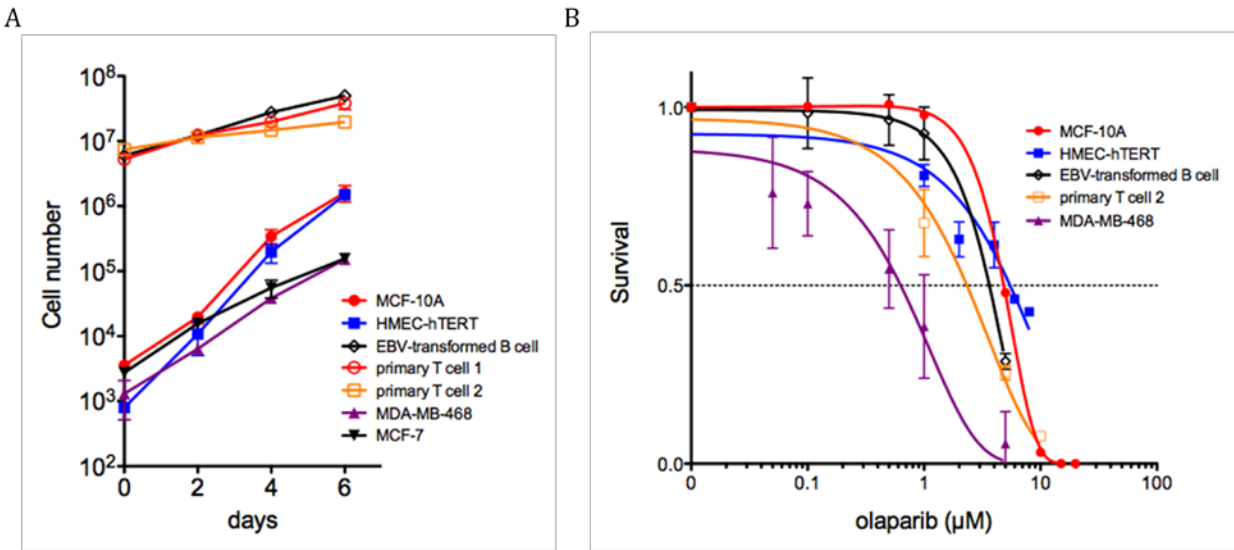 A
Cell number
10⁸
10⁷
10⁶
10⁵
10⁴
10³
10²
0 2 4 6
days
MCF-10A
HMEC-hTERT
EBV-transformed B cell
primary T cell 1
primary T cell 2
MDA-MB-468
MCF-7
B
Survival
1.0
0.5
0.0
0 0.1 1 10 100
olaparib (µM)
MCF-10A
HMEC-hTERT
EBV-transformed B cell
primary T cell 2
MDA-MB-468